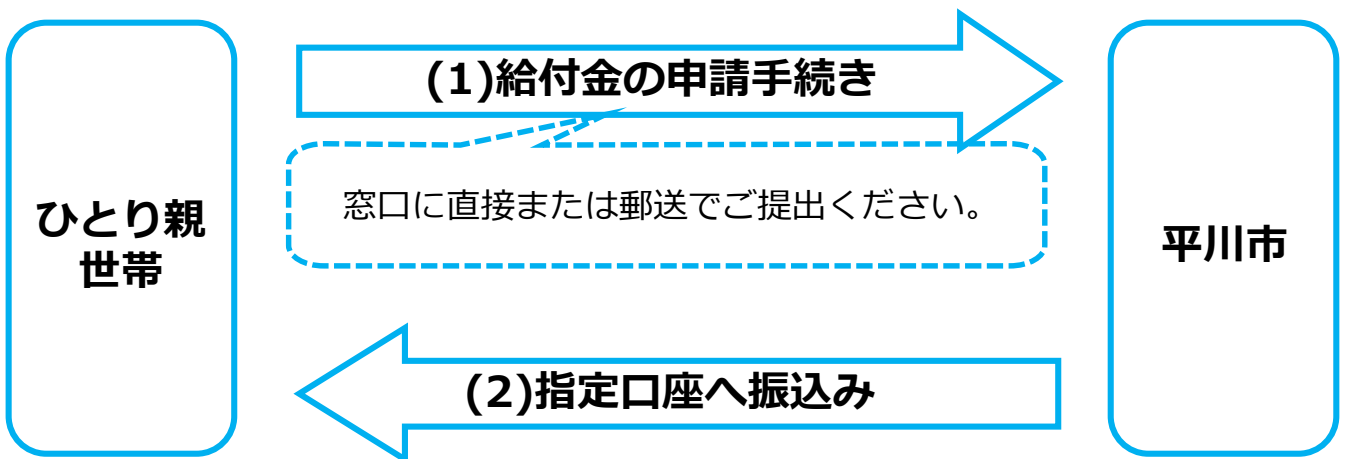 (1)給付金の申請手続き
窓口に直接または郵送でご提出ください。
ひとり親
世帯
平川市
(2)指定口座へ振込み